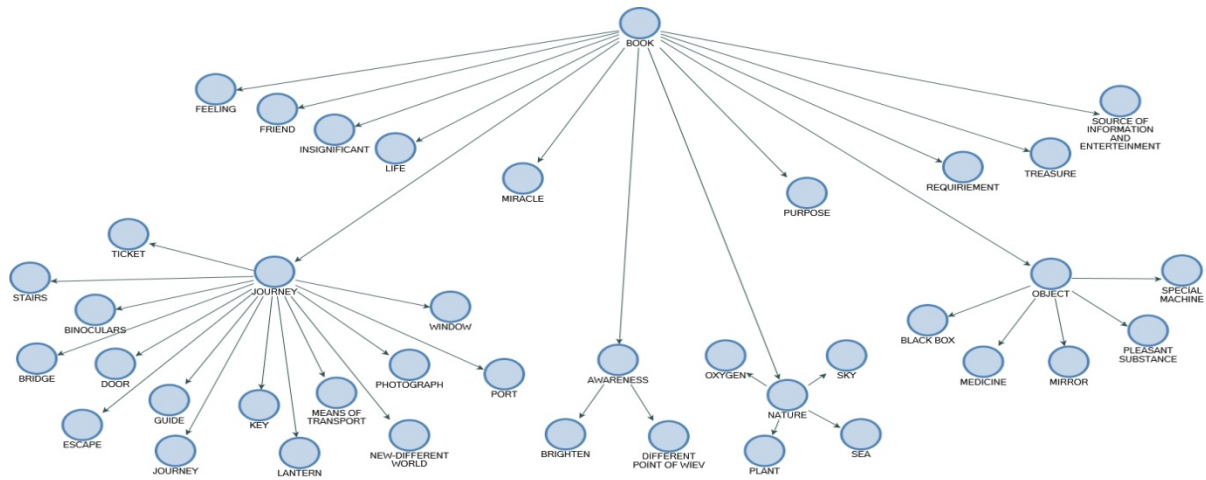 BOOK
FEELING
FRIEND
INSIGNIFICANT
LIFE
MIRACLE
PURPOSE
REQUIRIEMENT
TREASURE
SOURCE OF
INFORMATION
AND
ENTERTEINMENT
TICKET
STAIRS
JOURNEY
BINOCULARS
WINDOW
BRIDGE
DOOR
PHOTOGRAPH
PORT
ESCAPE
GUIDE
KEY
MEANS OF
TRANSPORT
JOURNEY
LANTERN
NEW-DIFFERENT
WORLD
AWARENESS
BRIGHTEN
DIFFERENT
POINT OF WIEV
OXYGEN
SKY
NATURE
PLANT
SEA
OBJECT
SPECIAL
MACHINE
BLACK BOX
MEDICINE
MIRROR
PLEASANT
SUBSTANCE